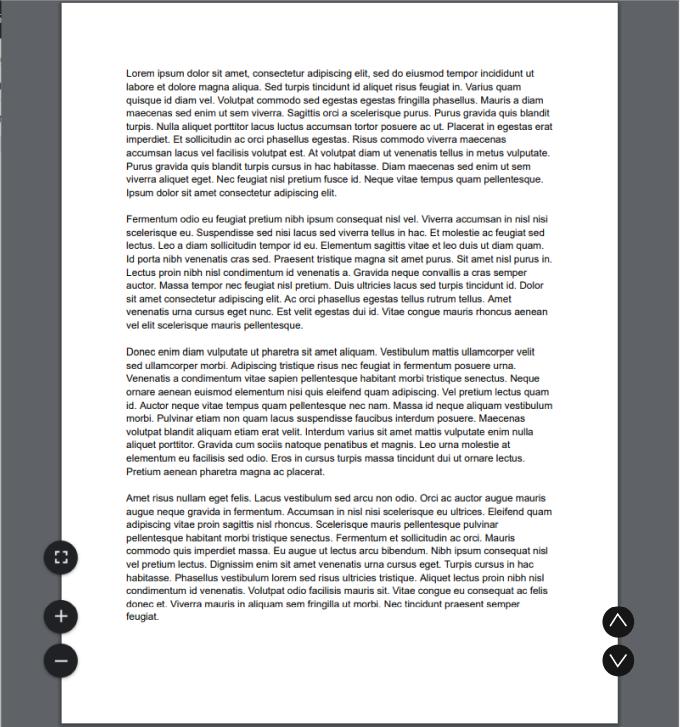 Lorem ipsum dolor sit amet, consectetur adipiscing elit, sed do eiusmod tempor incididunt ut
labore et dolore magna aliqua. Sed turpis tincidunt id aliquet risus feugiat in. Varius quam
quisque id diam vel. Volutpat commodo sed egestas egestas fringilla phasellus. Mauris a diam
maecenas sed enim ut sem viverra. Sagittis orci a scelerisque purus. Purus gravida quis blandit
turpis. Nulla aliquet porttitor lacus luctus accumsan tortor posuere ac ut. Placerat in egestas erat
imperdiet. Et sollicitudin ac orci phasellus egestas. Risus commodo viverra maecenas
accumsan lacus vel facilisis volutpat est. At volutpat diam ut venenatis tellus in metus vulputate.
Purus gravida quis blandit turpis cursus in hac habitasse. Diam maecenas sed enim ut sem
viverra aliquet eget. Nec feugiat nisl pretium fusce id. Neque vitae tempus quam pellentesque.
Ipsum dolor sit amet consectetur adipiscing elit.
Fermentum odio eu feugiat pretium nibh ipsum consequat nisl vel. Viverra accumsan in nisl nisi
scelerisque eu. Suspendisse sed nisi lacus sed viverra tellus in hac. Et molestie ac feugiat sed
lectus. Leo a diam sollicitudin tempor id eu. Elementum sagittis vitae et leo duis ut diam quam.
Id porta nibh venenatis cras sed. Praesent tristique magna sit amet purus. Sit amet nisl purus in.
Lectus proin nibh nisl condimentum id venenatis a. Gravida neque convallis a cras semper
auctor. Massa tempor nec feugiat nisl pretium. Duis ultricies lacus sed turpis tincidunt id. Dolor
sit amet consectetur adipiscing elit. Ac orci phasellus egestas tellus rutrum tellus. Amet
venenatis urna cursus eget nunc. Est velit egestas dui id. Vitae congue mauris rhoncus aenean
vel elit scelerisque mauris pellentesque.
Donec enim diam vulputate ut pharetra sit amet aliquam. Vestibulum mattis ullamcorper velit
sed ullamcorper morbi. Adipiscing tristique risus nec feugiat in fermentum posuere urna.
Venenatis a condimentum vitae sapien pellentesque habitant morbi tristique senectus. Neque
ornare aenean euismod elementum nisi quis eleifend quam adipiscing. Vel pretium lectus quam
id. Auctor neque vitae tempus quam pellentesque nec nam. Massa id neque aliquam vestibulum
morbi. Pulvinar etiam non quam lacus suspendisse faucibus interdum posuere. Maecenas
volutpat blandit aliquam etiam erat velit. Interdum varius sit amet mattis vulputate enim nulla
aliquet porttitor. Gravida cum sociis natoque penatibus et magnis. Leo urna molestie at
elementum eu facilisis sed odio. Eros in cursus turpis massa tincidunt dui ut ornare lectus.
Pretium aenean pharetra magna ac placerat.
Amet risus nullam eget felis. Lacus vestibulum sed arcu non odio. Orci ac auctor augue mauris
augue neque gravida in fermentum. Accumsan in nisl nisi scelerisque eu ultrices. Eleifend quam
adipiscing vitae proin sagittis nisl rhoncus. Scelerisque mauris pellentesque pulvinar
pellentesque habitant morbi tristique senectus. Fermentum et sollicitudin ac orci. Mauris
commodo quis imperdiet massa. Eu augue ut lectus arcu bibendum. Nibh ipsum consequat nisl
vel pretium lectus. Dignissim enim sit amet venenatis urna cursus eget. Turpis cursus in hac
habitasse. Phasellus vestibulum lorem sed risus ultricies tristique. Aliquet lectus proin nibh nisl
condimentum id venenatis. Volutpat odio facilisis mauris sit. Vitae congue eu consequat ac felis
donec et. Viverra mauris in aliquam sem fringilla ut morbi. Nec tincidunt praesent semper
feugiat.